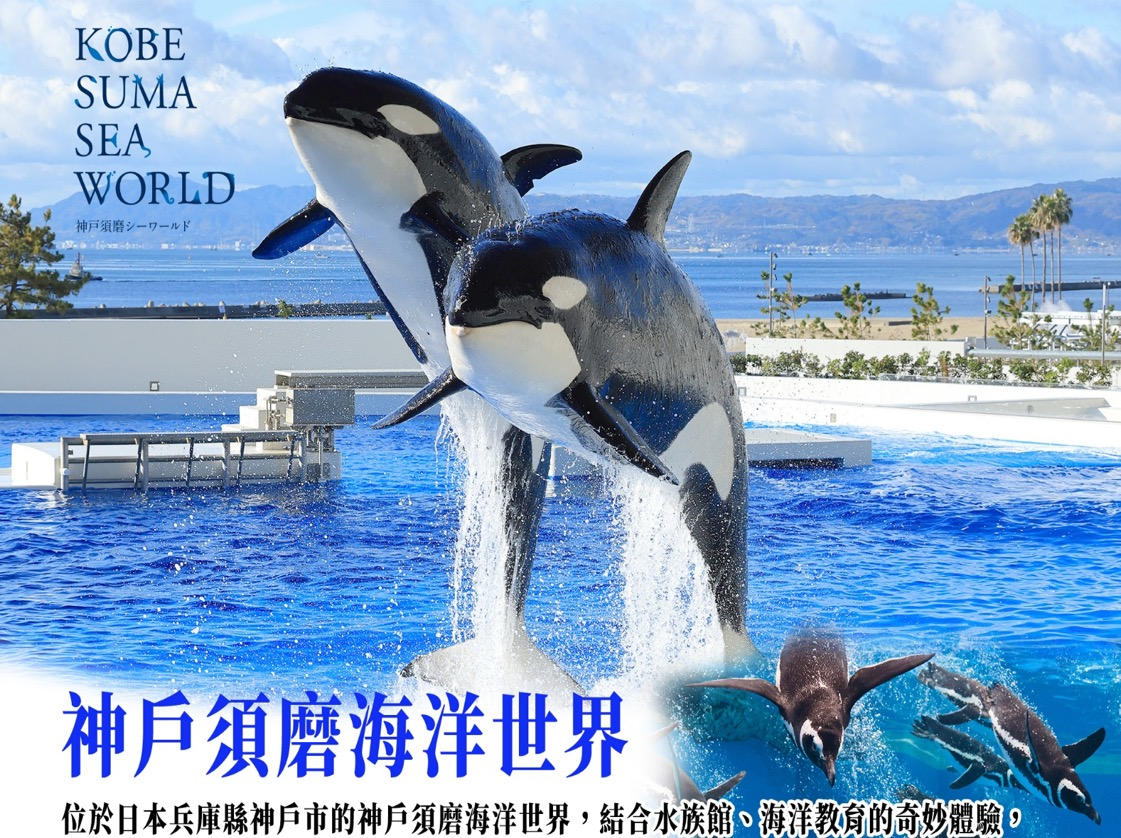 KOBE
SUMA
SEA
WORLD
神戸須磨シーワールド
神戶須磨海洋世界
位於日本兵庫縣神戶市的神戶須磨海洋世界，結合水族館、海洋教育的奇妙體驗，